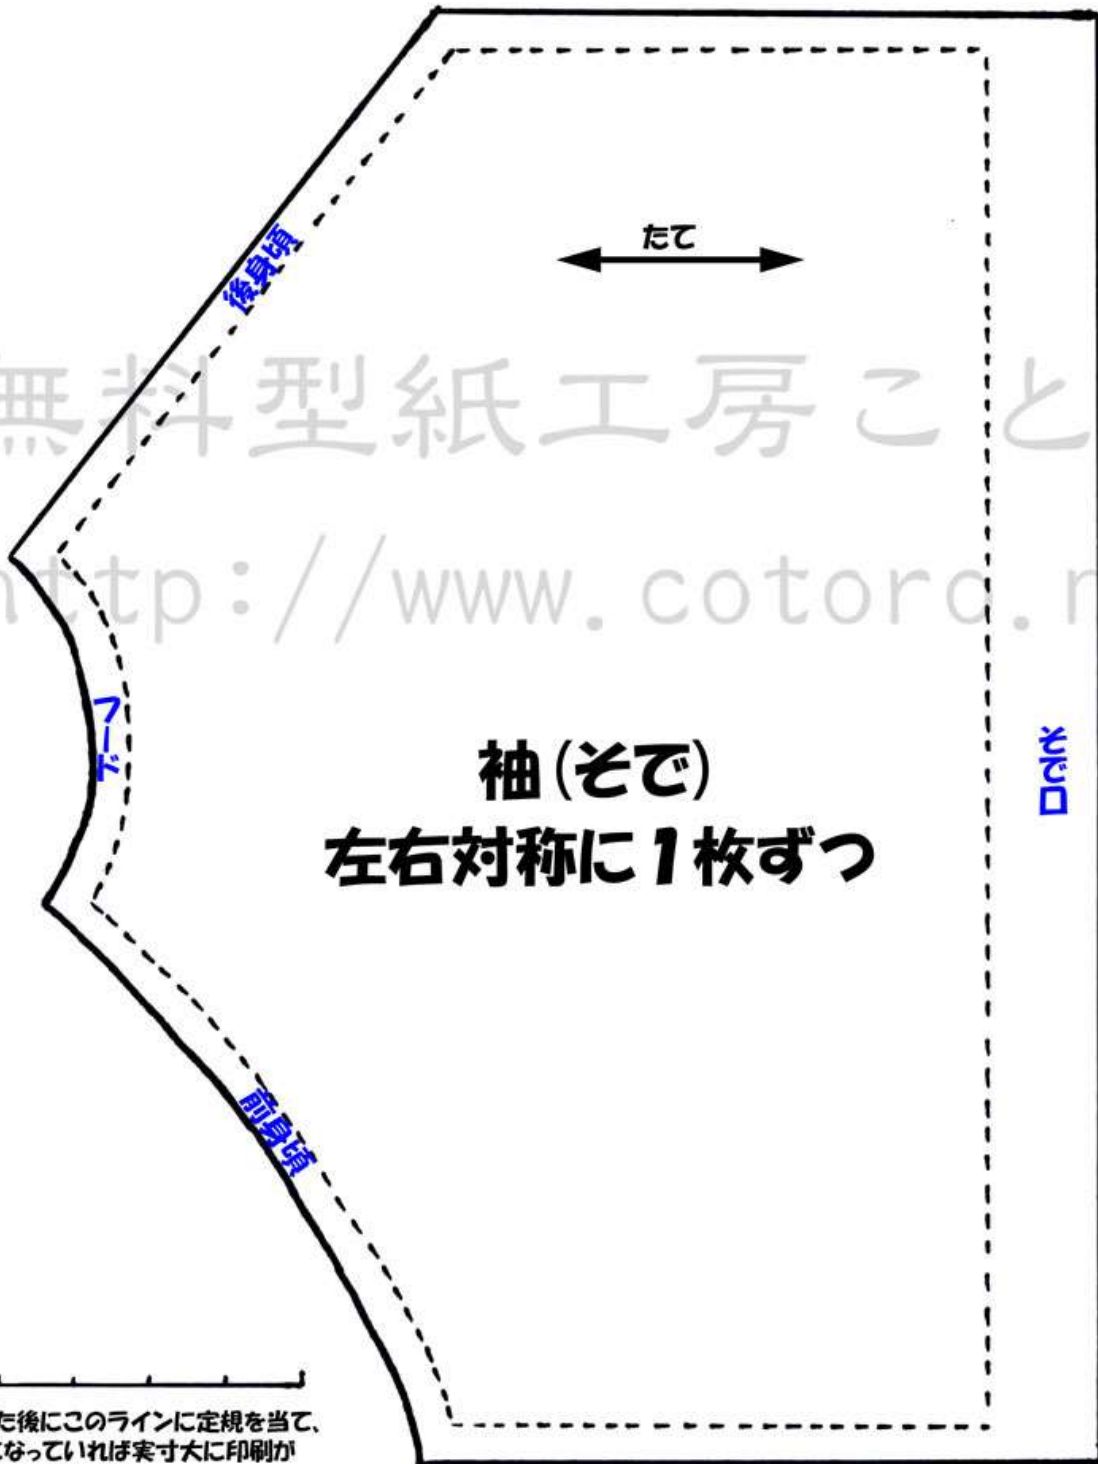 たて
後身頃
無料型紙工房こと
http://www.cotoro.n
フード
袖(そで)
左右対称に1枚ずつ
そで口
前身頃
た後にこのラインに定規を当て、
なっていれば実寸大に印刷が